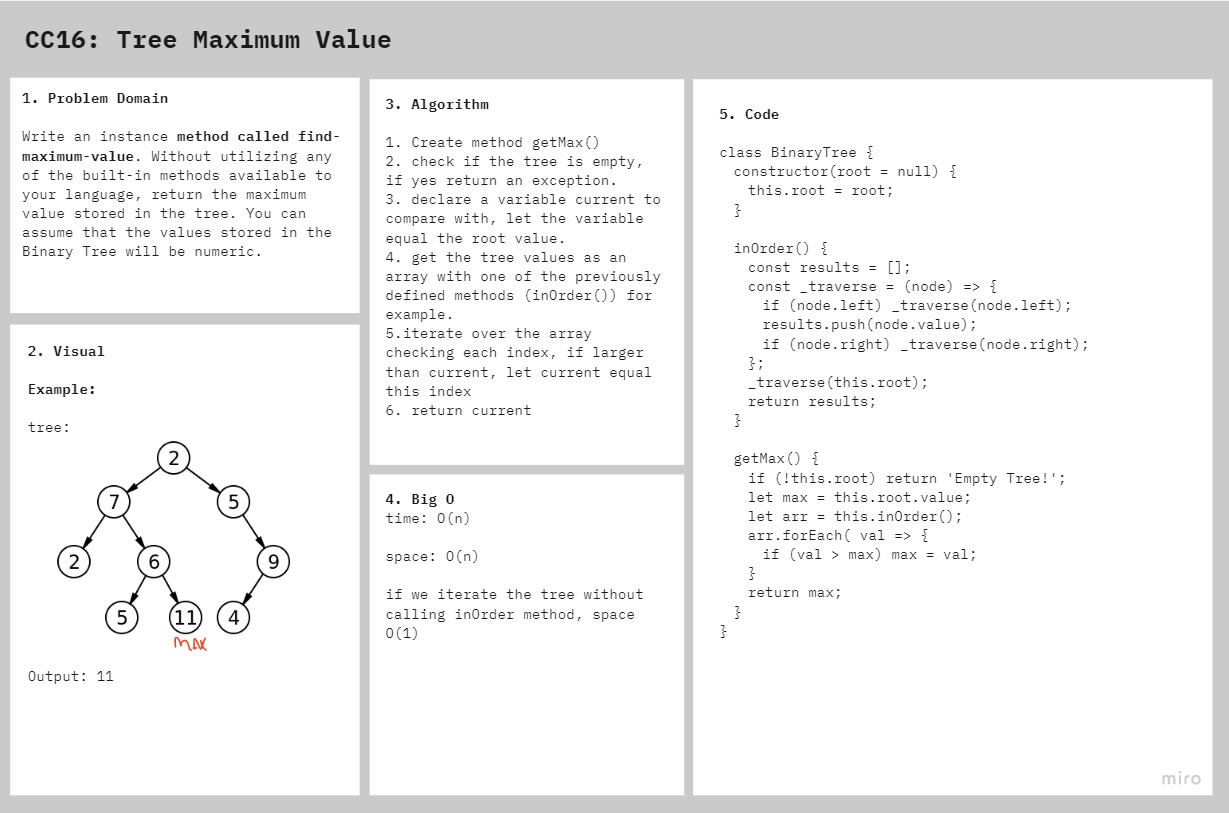 CC16: Tree Maximum Value
1. Problem Domain
Write an instance method called find-
maximum-value. Without utilizing any
of the built-in methods available to
your language, return the maximum
value stored in the tree. You can
assume that the values stored in the
Binary Tree will be numeric.
2. Visual
Example:
tree:
2
7 5
2 6 9
5 11 4
MAX
Output: 11
3. Algorithm
1. Create method getMax()
2. check if the tree is empty,
if yes return an exception.
3. declare a variable current to
compare with, let the variable
equal the root value.
4. get the tree values as an
array with one of the previously
defined methods (inOrder()) for
example.
5.iterate over the array
checking each index, if larger
than current, let current equal
this index
6. return current
4. Big O
time: O(n)
space: O(n)
if we iterate the tree without
calling inOrder method, space
O(1)
5. Code
class BinaryTree {
constructor(root = null) {
this.root = root;
}
inOrder() {
const results = [];
const _traverse = (node) => {
if (node.left) _traverse(node.left);
results.push(node.value);
if (node.right) _traverse(node.right);
};
_traverse(this.root);
return results;
}
getMax() {
if (!this.root) return 'Empty Tree!';
let max = this.root.value;
let arr = this.inOrder();
arr.forEach( val => {
if (val > max) max = val;
}
return max;
}
}
miro